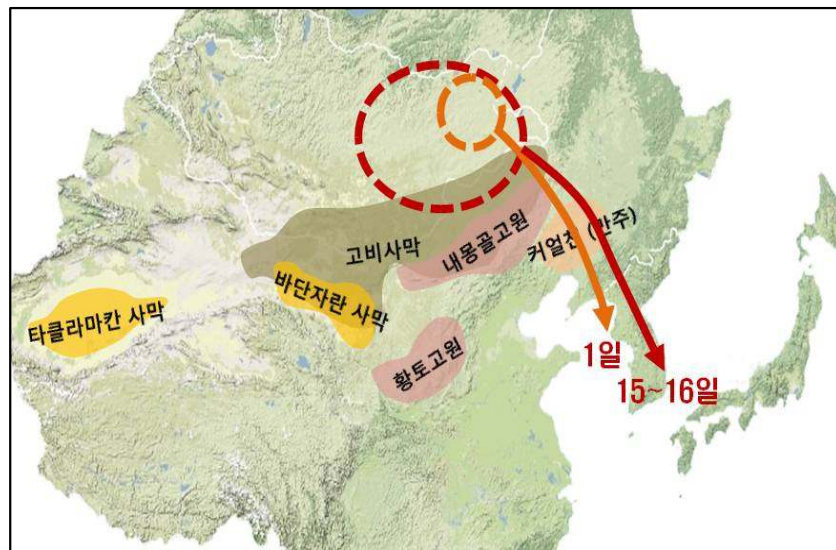 고비사막
내몽골고원
커얼친 (만주)
바단자란 사막
타클라마칸 사막
황토고원
1일
15~16일